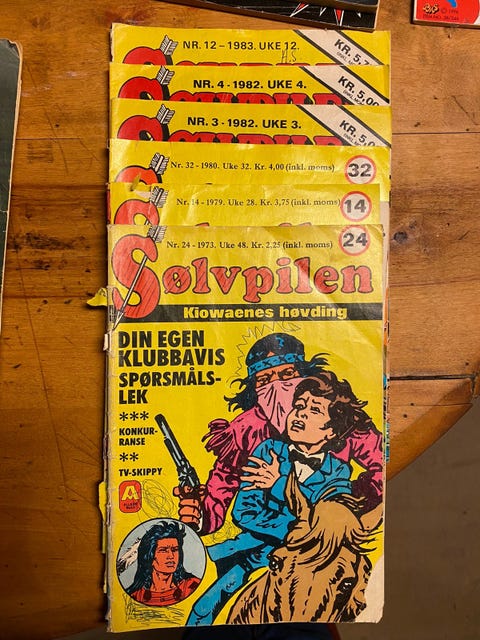 NR. 12 - 1983. UKE 12.
H.S
KR. 5,7
NR. 4 - 1982. UKE 4.
KR. 5,00
NR. 3 - 1982. UKE 3.
KR. 5,0
Nr. 32 - 1980. Uke 32. Kr. 4,00 (inkl. moms)
32
Nr. 14 - 1979. Uke 28. Kr. 3,75 (inkl. moms)
14
Nr. 24 - 1973. Uke 48. Kr. 2,25 (inkl. moms)
24
Sølvpilen
Kiowaenes høvding
DIN EGEN
KLUBBAVIS
SPØRSMÅLS-
LEK
***
KONKUR-
RANSE
**
TV-SKIPPY
A